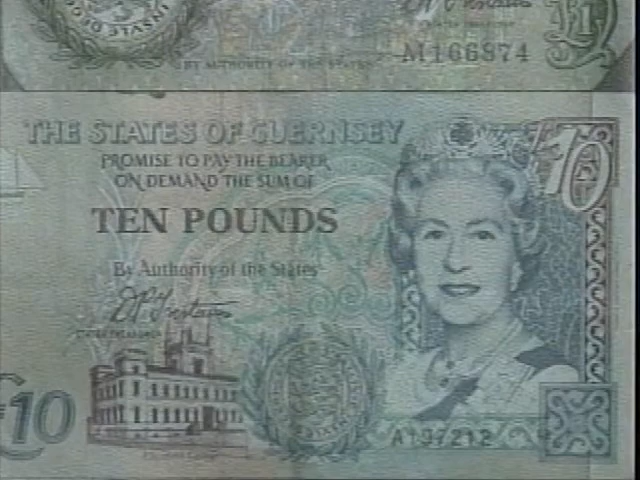 £1
M166874
BY AUTHORITY OF THE STATES
THE STATES OF GUERNSEY
10
PROMISE TO PAY THE BEARER
ON DEMAND THE SUM OF
TEN POUNDS
By Authority of the States
£10
A197212